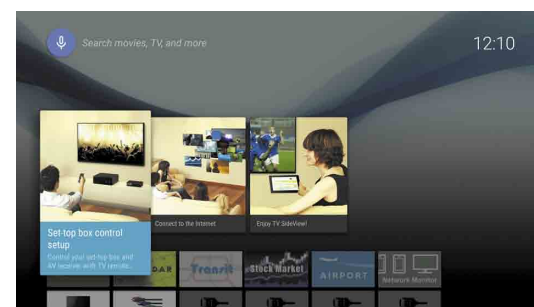 Search movies, TV, and more
12:10
Set-top box control
setup
Control your set-top box and
AV receiver with TV remote...
Connect to the Internet
Enjoy TV SideView!
DAR
Transit
Stock Market
AIRPORT
Network Monitor